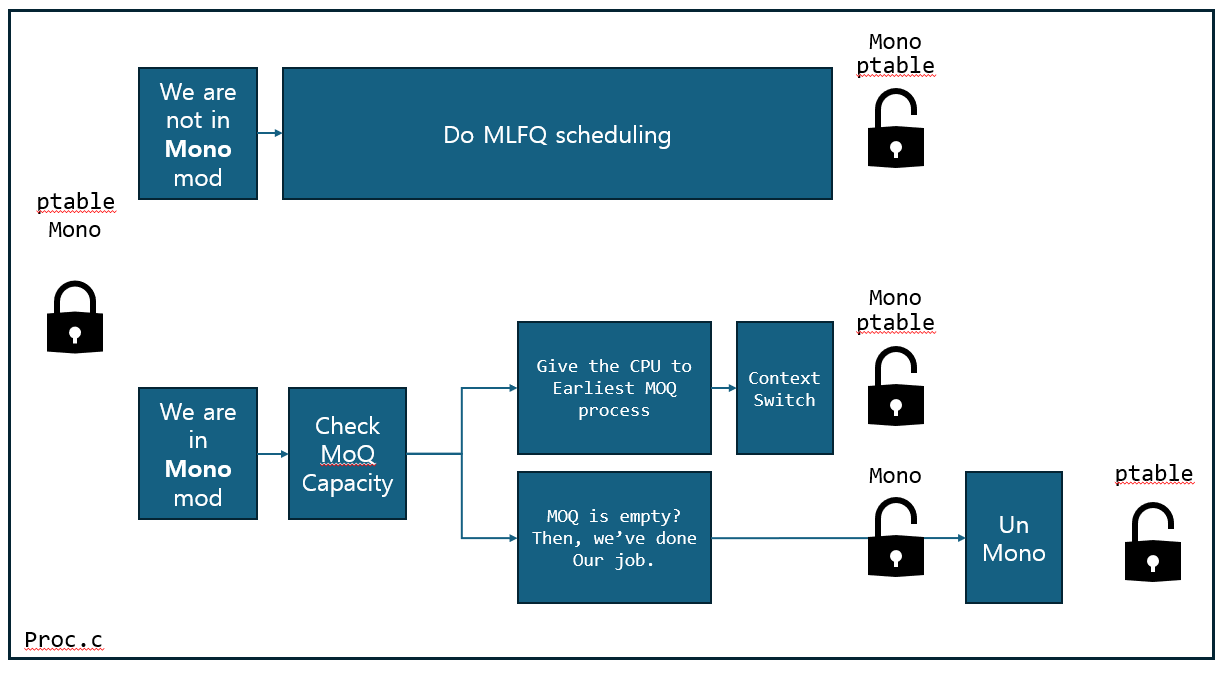 ptable
Mono
We are
not in
Mono
mod
Do MLFQ scheduling
Mono
ptable
We are
in
Mono
mod
Check
MoQ
Capacity
Give the CPU to
Earliest MOQ
process
Context
Switch
Mono
ptable
MOQ is empty?
Then, we’ve done
Our job.
Mono
Un
Mono
ptable
Proc.c